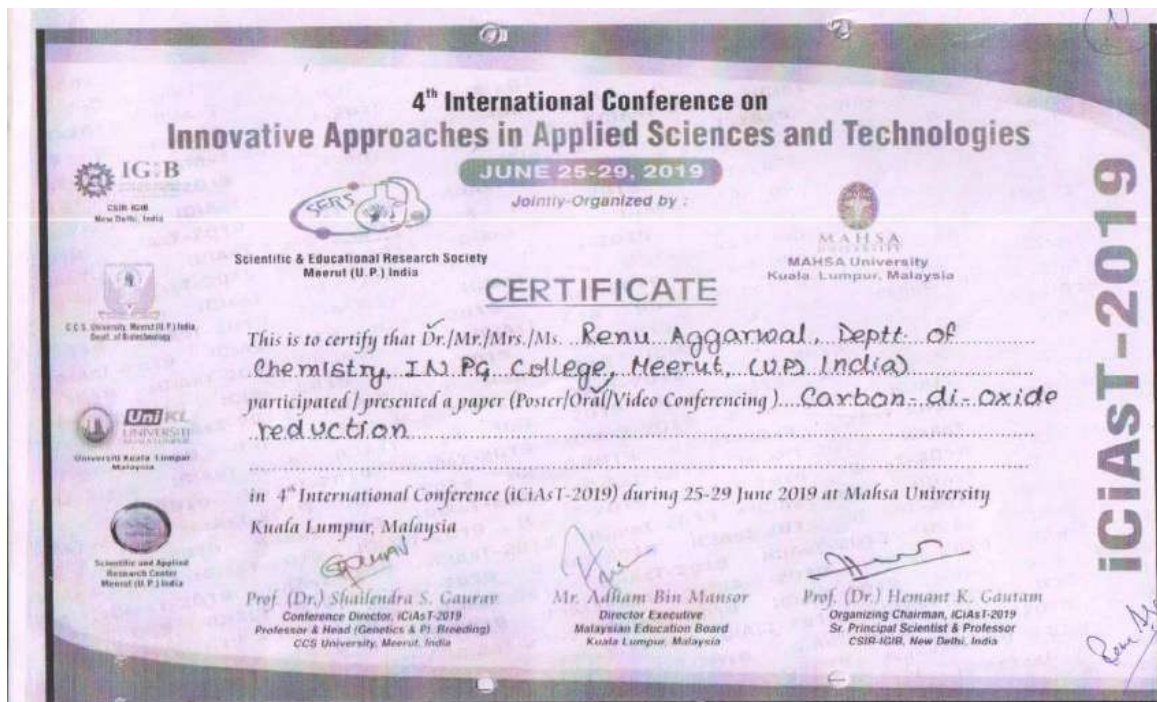 4th International Conference on
Innovative Approaches in Applied Sciences and Technologies
JUNE 25-29, 2019
Jointly-Organized by :
IGIB
CSIR-IGIB
New Delhi, India
SERS
Scientific & Educational Research Society
Meerut (U.P.) India
MAHSA
MAHSA University
Kuala Lumpur, Malaysia
C.C.S. University, Meerut (U.P.) India
Deptt. of Biotechnology
UniKL
UNIVERSITI
Universiti Kuala Lumpur
Malaysia
Scientific and Applied
Research Center
Meerut (U.P.) India
CERTIFICATE
This is to certify that Dr./Mr./Mrs./Ms. Renu Aggarwal, Deptt. of
Chemistry, IN PG College, Meerut, (UP) India)
participated / presented a paper (Poster/Oral/Video Conferencing ) Carbon-di-oxide
reduction
in 4th International Conference (iCiAsT-2019) during 25-29 June 2019 at Mahsa University
Kuala Lumpur, Malaysia
Gaurav
Prof. (Dr.) Shailendra S. Gaurav
Conference Director, iCiAsT-2019
Professor & Head (Genetics & Pl. Breeding)
CCS University, Meerut, India
Mr. Adham Bin Mansor
Director Executive
Malaysian Education Board
Kuala Lumpur, Malaysia
Prof. (Dr.) Hemant K. Gautam
Organizing Chairman, iCiAsT-2019
Sr. Principal Scientist & Professor
CSIR-IGIB, New Delhi, India
iCiAsT-2019